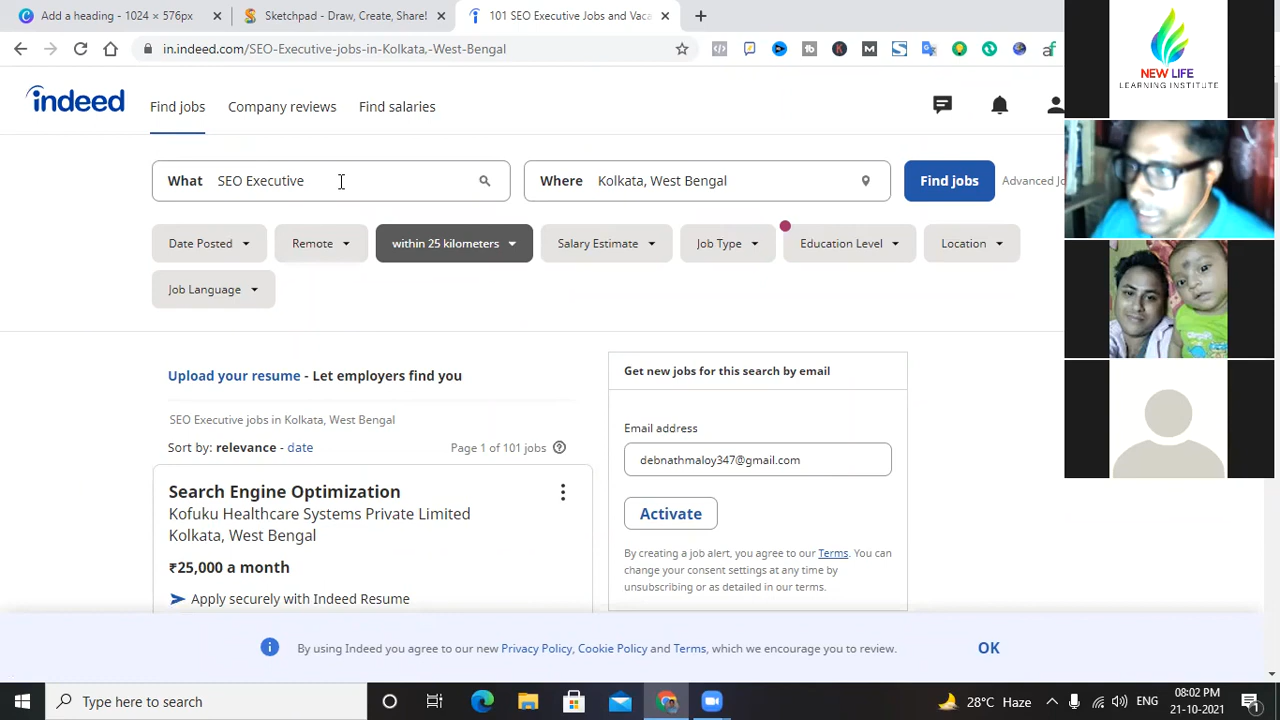 Add a heading - 1024 × 576px
Sketchpad - Draw, Create, Share!
101 SEO Executive Jobs and Vaca
in.indeed.com/SEO-Executive-jobs-in-Kolkata,-West-Bengal
indeed
Find jobs
Company reviews
Find salaries
What SEO Executive
Where Kolkata, West Bengal
Find jobs
Advanced Jo
Date Posted
Remote
within 25 kilometers
Salary Estimate
Job Type
Education Level
Location
Job Language
Upload your resume - Let employers find you
SEO Executive jobs in Kolkata, West Bengal
Sort by: relevance - date
Page 1 of 101 jobs
Search Engine Optimization
Kofuku Healthcare Systems Private Limited
Kolkata, West Bengal
₹25,000 a month
Apply securely with Indeed Resume
Get new jobs for this search by email
Email address
debnathmaloy347@gmail.com
Activate
By creating a job alert, you agree to our Terms. You can
change your consent settings at any time by
unsubscribing or as detailed in our terms.
By using Indeed you agree to our new Privacy Policy, Cookie Policy and Terms, which we encourage you to review.
OK
NEW LIFE
LEARNING INSTITUTE
Type here to search
28°C Haze
ENG
08:02 PM
21-10-2021
1